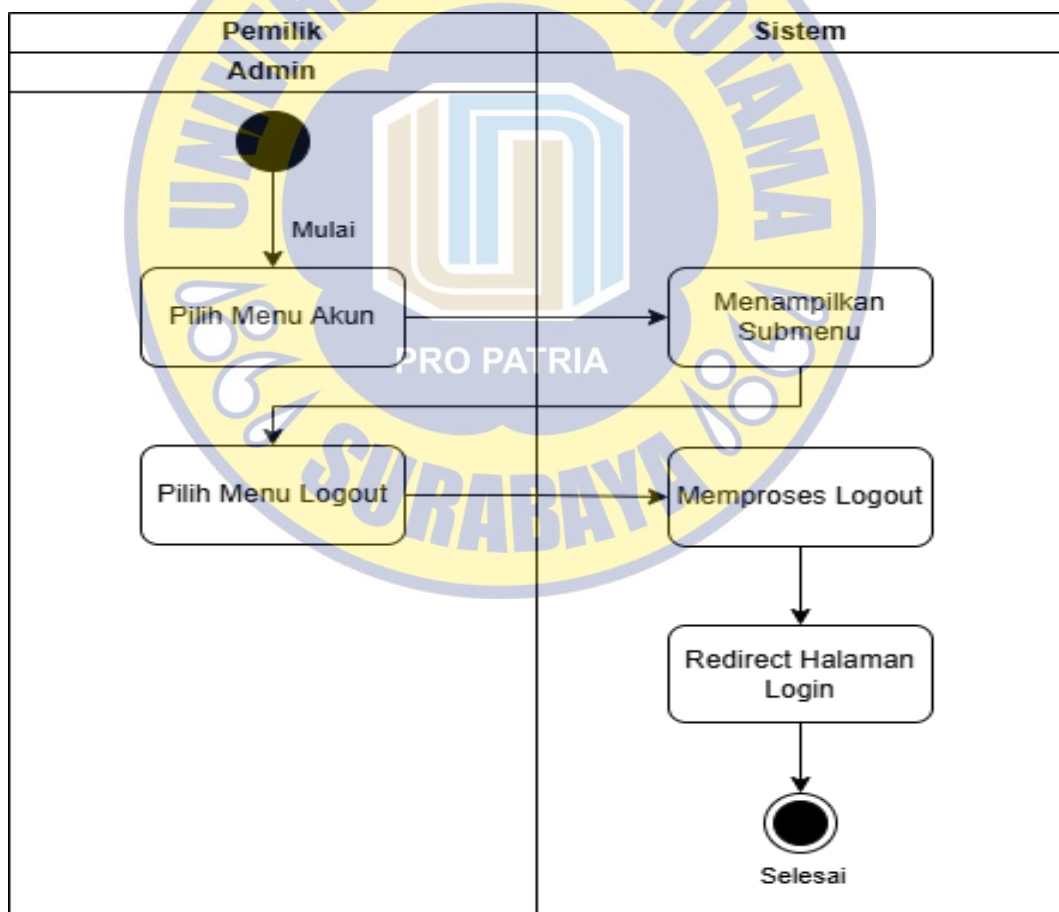 Pemilik
Sistem
Admin
Mulai
Pilih Menu Akun
Menampilkan
Submenu
PRO PATRIA
Pilih Menu Logout
Memproses Logout
SURABAYA
Redirect Halaman
Login
Selesai